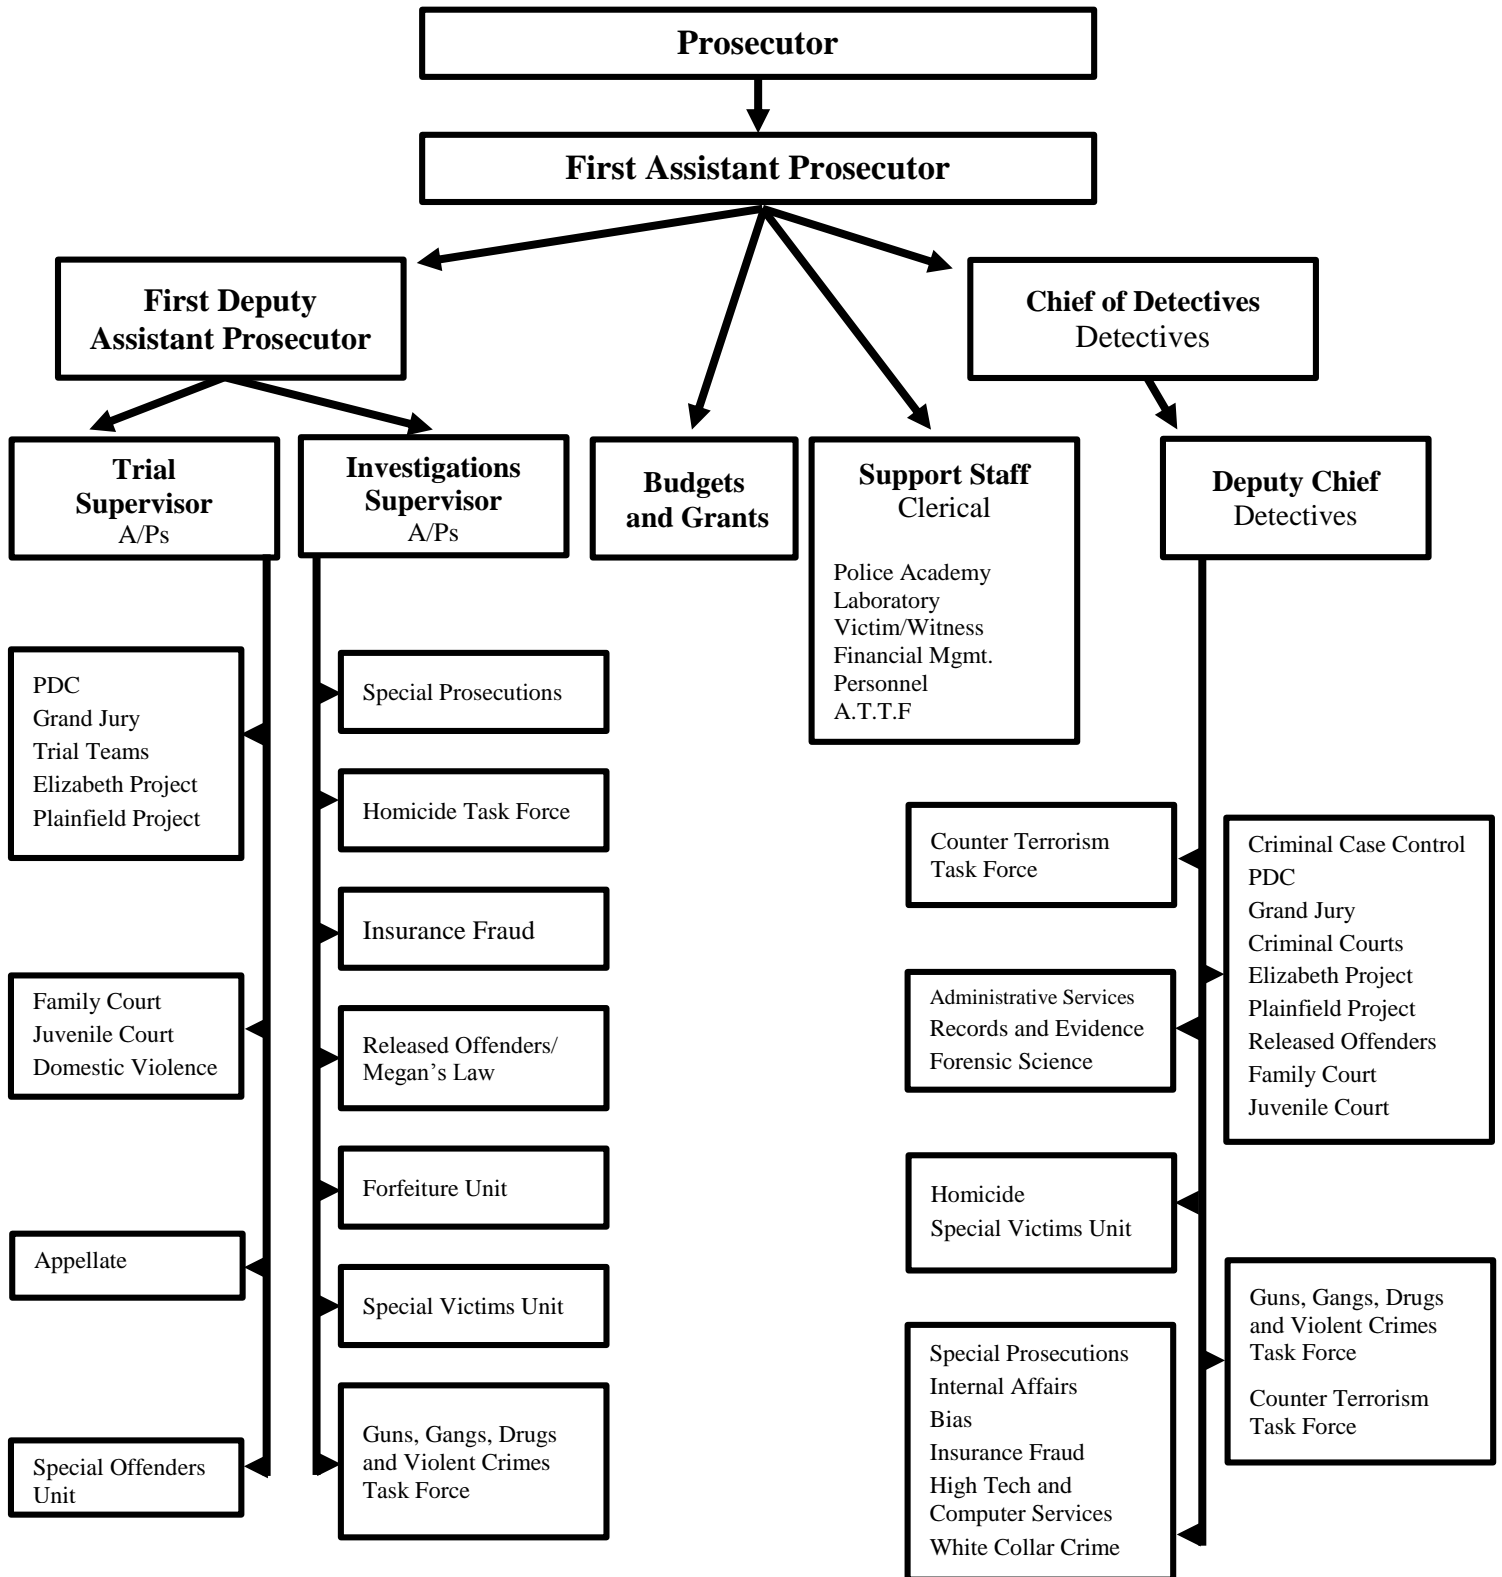 Prosecutor
First Assistant Prosecutor
First Deputy
Assistant Prosecutor
Chief of Detectives
Detectives
Trial
Supervisor
A/Ps
Investigations
Supervisor
A/Ps
Budgets
and Grants
Support Staff
Clerical
Police Academy
Laboratory
Victim/Witness
Financial Mgmt.
Personnel
A.T.T.F
Deputy Chief
Detectives
PDC
Grand Jury
Trial Teams
Elizabeth Project
Plainfield Project
Family Court
Juvenile Court
Domestic Violence
Appellate
Special Offenders
Unit
Special Prosecutions
Homicide Task Force
Insurance Fraud
Released Offenders/
Megan’s Law
Forfeiture Unit
Special Victims Unit
Guns, Gangs, Drugs
and Violent Crimes
Task Force
Counter Terrorism
Task Force
Administrative Services
Records and Evidence
Forensic Science
Homicide
Special Victims Unit
Special Prosecutions
Internal Affairs
Bias
Insurance Fraud
High Tech and
Computer Services
White Collar Crime
Criminal Case Control
PDC
Grand Jury
Criminal Courts
Elizabeth Project
Plainfield Project
Released Offenders
Family Court
Juvenile Court
Guns, Gangs, Drugs
and Violent Crimes
Task Force
Counter Terrorism
Task Force